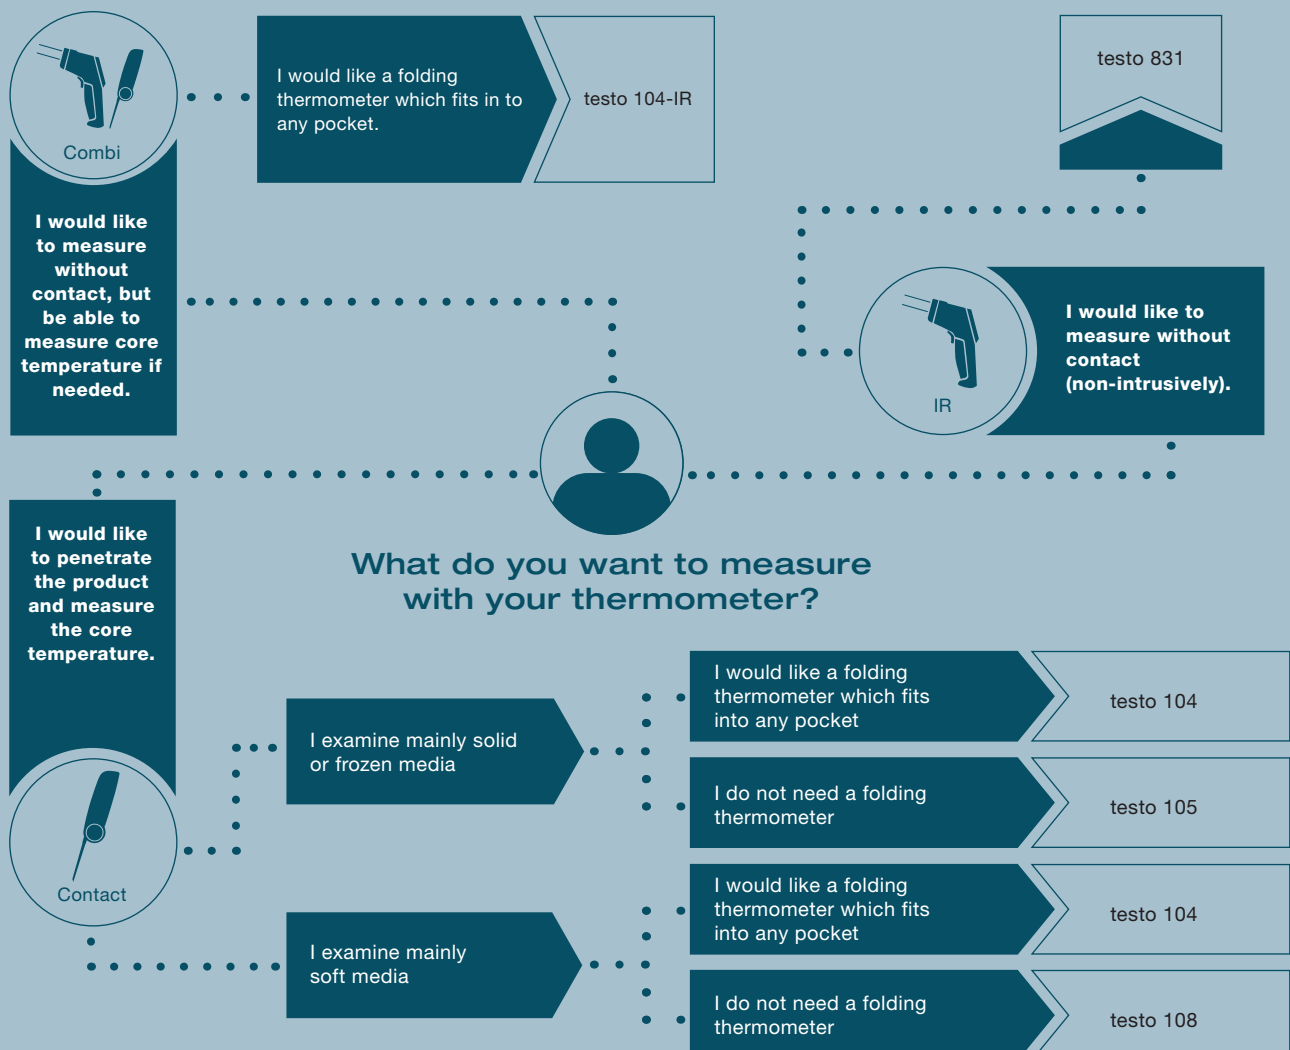 I would like a folding
thermometer which fits in to
any pocket.
testo 104-IR
testo 831
Combi
I would like
to measure
without
contact, but
be able to
measure core
temperature if
needed.
I would like to
measure without
contact
(non-intrusively).
IR
I would like
to penetrate
the product
and measure
the core
temperature.
What do you want to measure
with your thermometer?
I would like a folding
thermometer which fits
into any pocket
testo 104
I examine mainly solid
or frozen media
I do not need a folding
thermometer
testo 105
Contact
I would like a folding
thermometer which fits
into any pocket
testo 104
I examine mainly
soft media
I do not need a folding
thermometer
testo 108